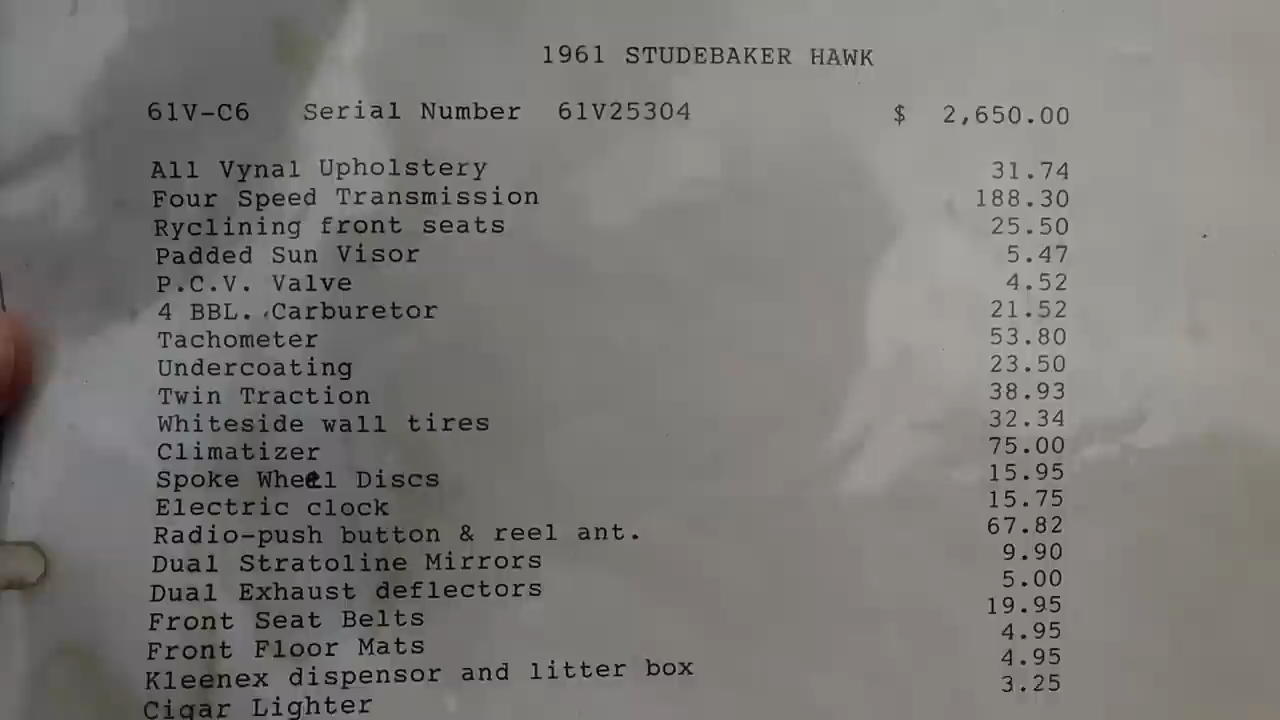 1961 STUDEBAKER HAWK
61V-C6 Serial Number 61V25304 $ 2,650.00
All Vynal Upholstery 31.74
Four Speed Transmission 188.30
Ryclining front seats 25.50
Padded Sun Visor 5.47
P.C.V. Valve 4.52
4 BBL. Carburetor 21.52
Tachometer 53.80
Undercoating 23.50
Twin Traction 38.93
Whiteside wall tires 32.34
Climatizer 75.00
Spoke Wheel Discs 15.95
Electric clock 15.75
Radio-push button & reel ant. 67.82
Dual Stratoline Mirrors 9.90
Dual Exhaust deflectors 5.00
Front Seat Belts 19.95
Front Floor Mats 4.95
Kleenex dispensor and litter box 4.95
Cigar Lighter 3.25